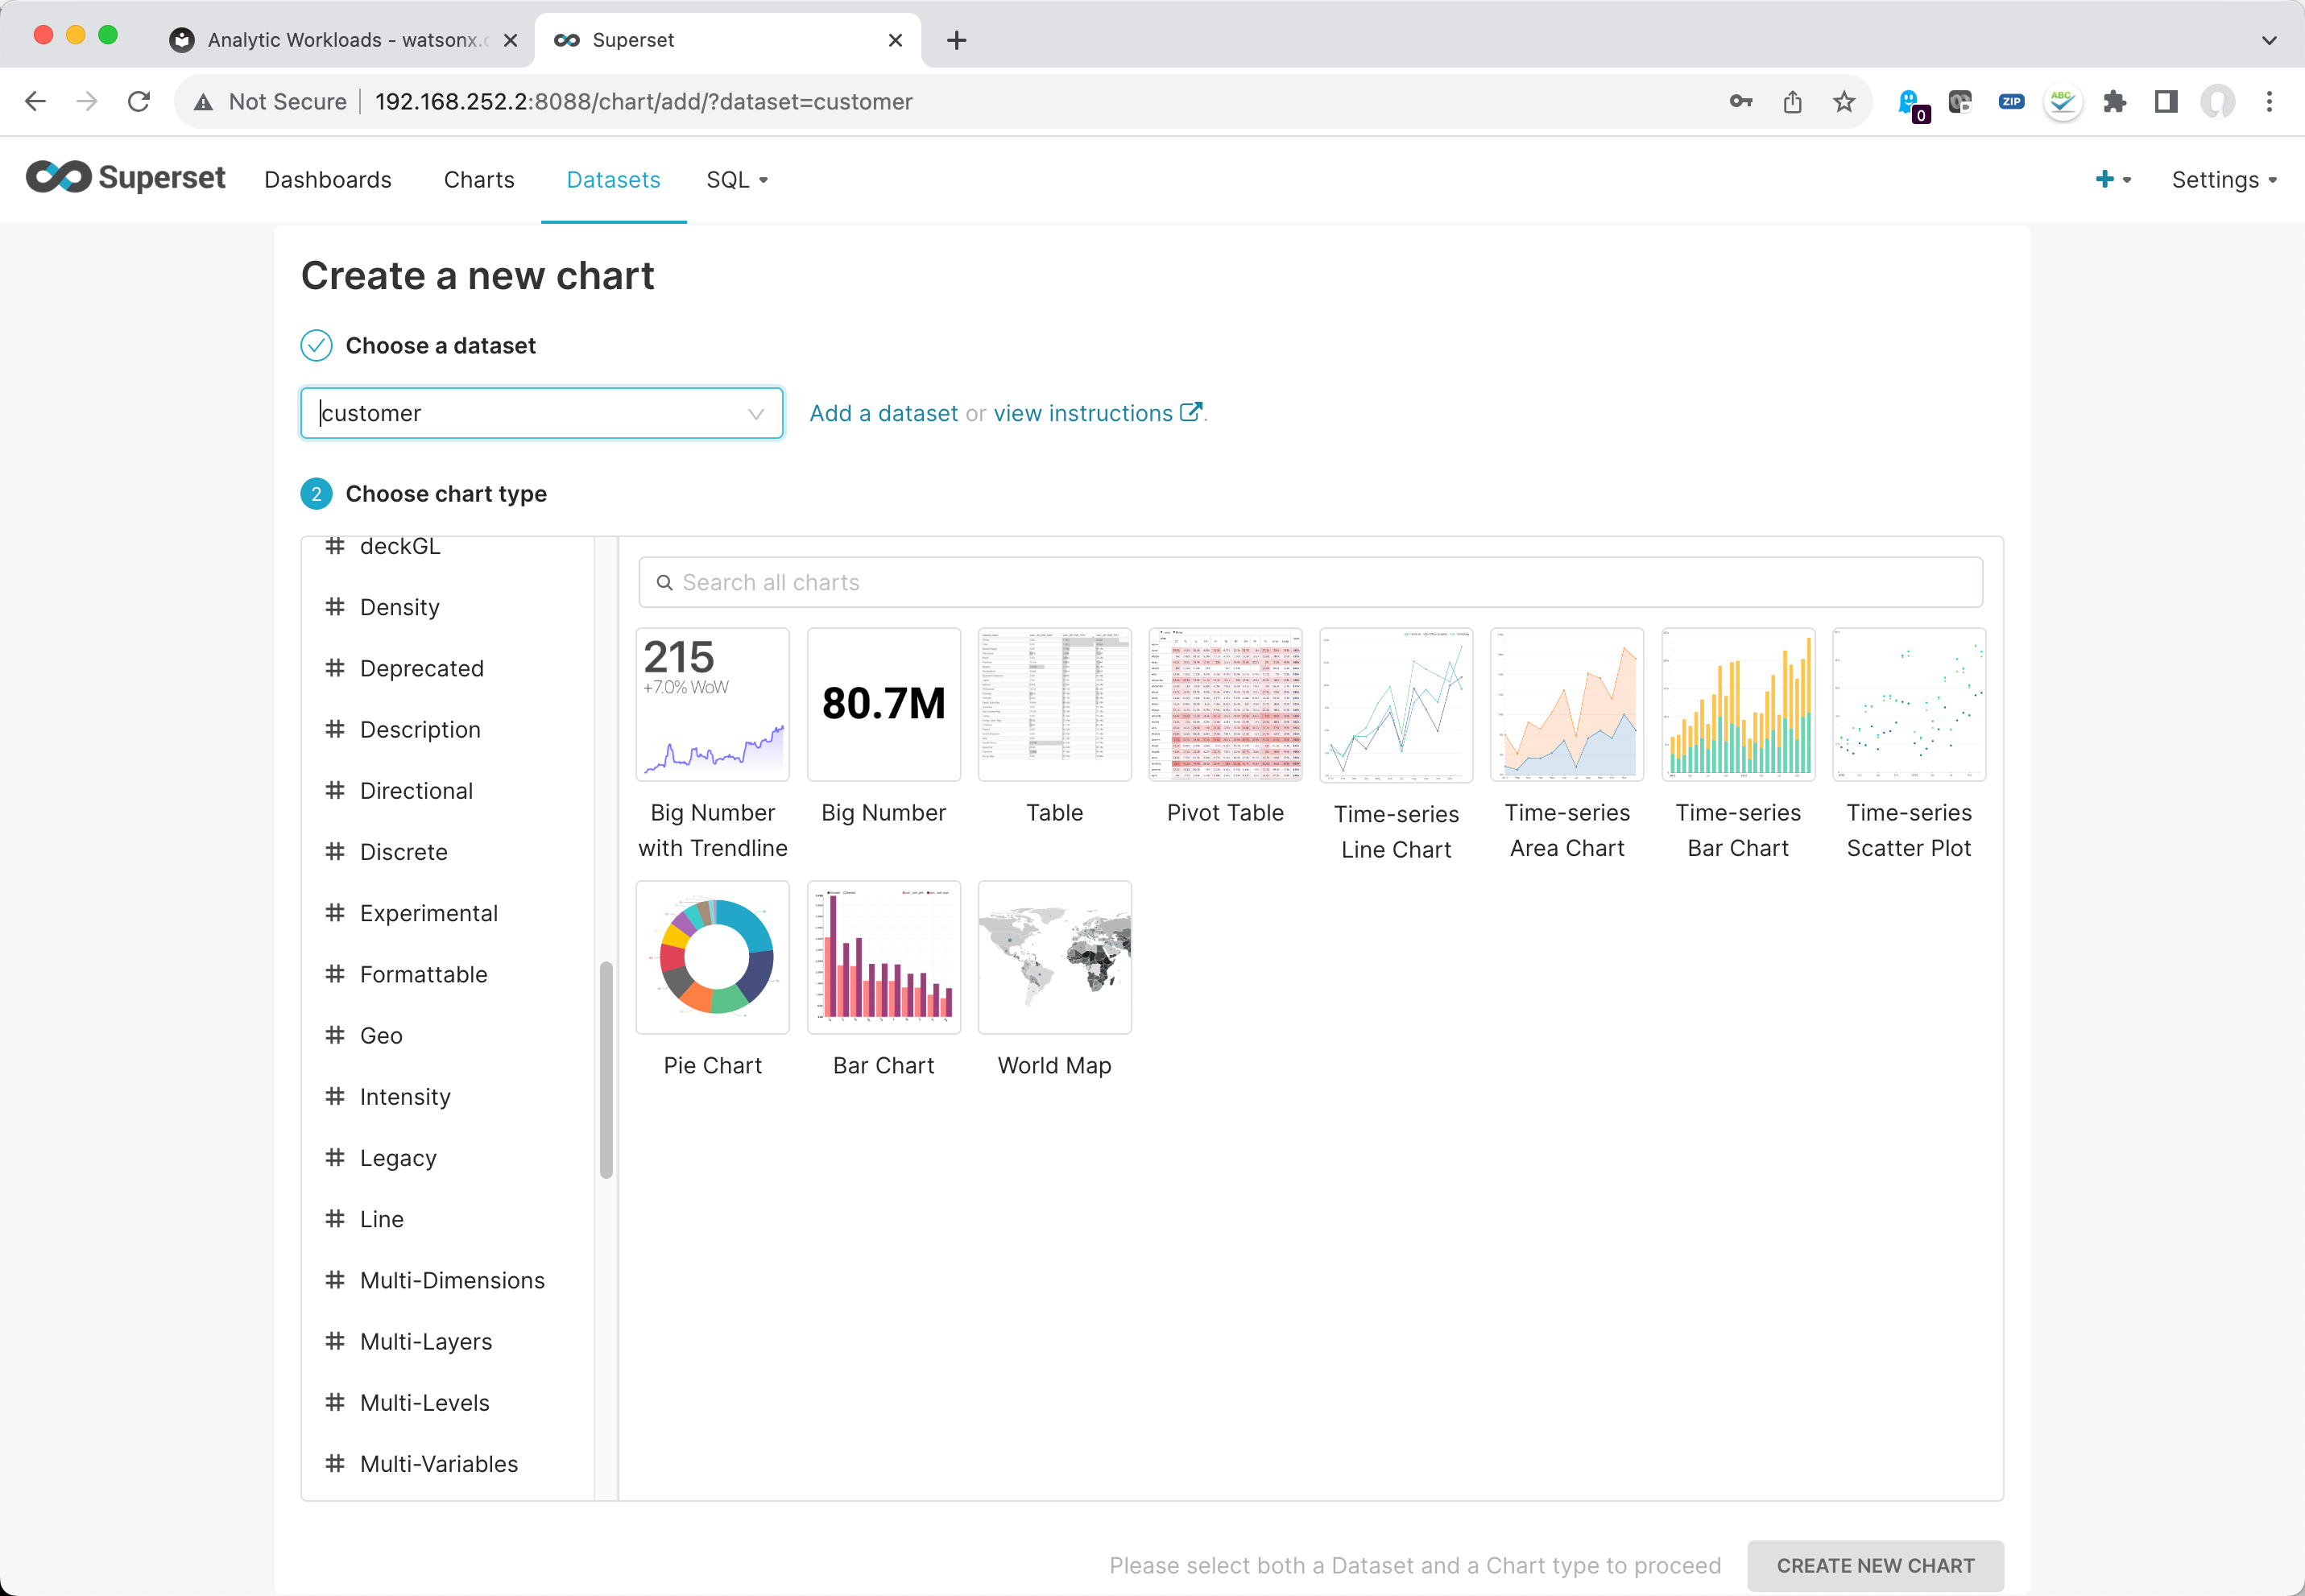 Analytic Workloads - watsonx.
Superset
Not Secure 192.168.252.2:8088/chart/add/?dataset=customer
0
ZIP
ABC
Superset Dashboards Charts Datasets SQL
Settings
Create a new chart
Choose a dataset
customer
Add a dataset or view instructions .
2 Choose chart type
# deckGL
# Density
# Deprecated
# Description
# Directional
# Discrete
# Experimental
# Formattable
# Geo
# Intensity
# Legacy
# Line
# Multi-Dimensions
# Multi-Layers
# Multi-Levels
# Multi-Variables
Search all charts
215
+7.0% WoW
80.7M
Big Number
with Trendline
Big Number
Table
Pivot Table
Time-series
Line Chart
Time-series
Area Chart
Time-series
Bar Chart
Time-series
Scatter Plot
Pie Chart
Bar Chart
World Map
Please select both a Dataset and a Chart type to proceed
CREATE NEW CHART